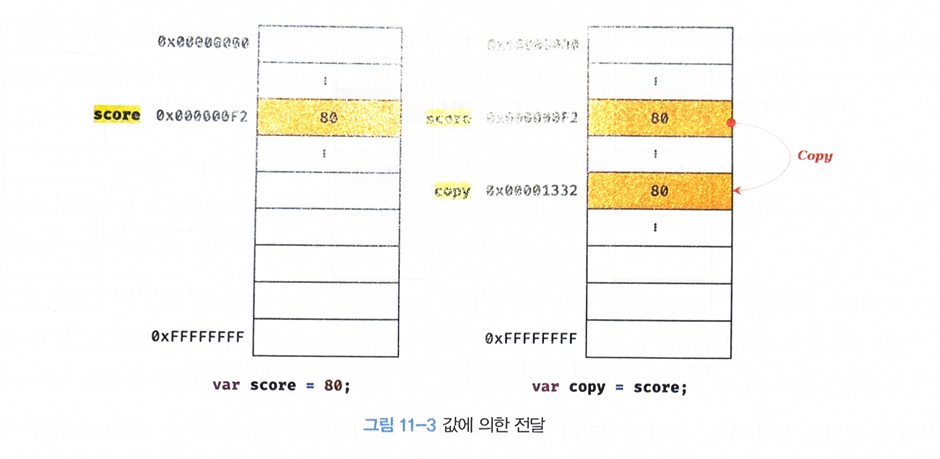 0x00000000
score 0x000000F2 80
0xFFFFFFFF
var score = 80;
score 0x000000F2 80
Copy
copy 0x00001332 80
0xFFFFFFFF
var copy = score;
그림 11-3 값에 의한 전달